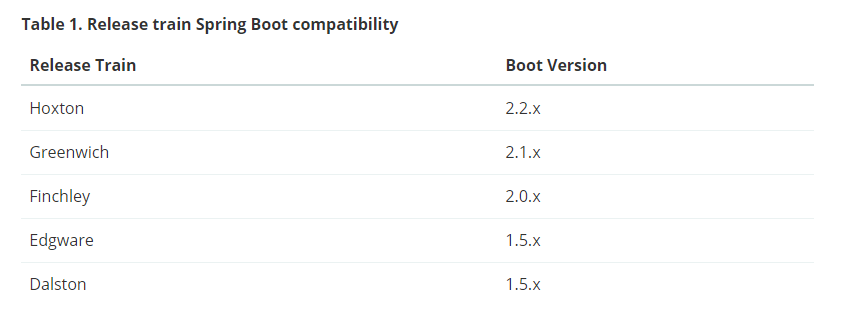 Table 1. Release train Spring Boot compatibility
Release Train Boot Version
Hoxton 2.2.x
Greenwich 2.1.x
Finchley 2.0.x
Edgware 1.5.x
Dalston 1.5.x